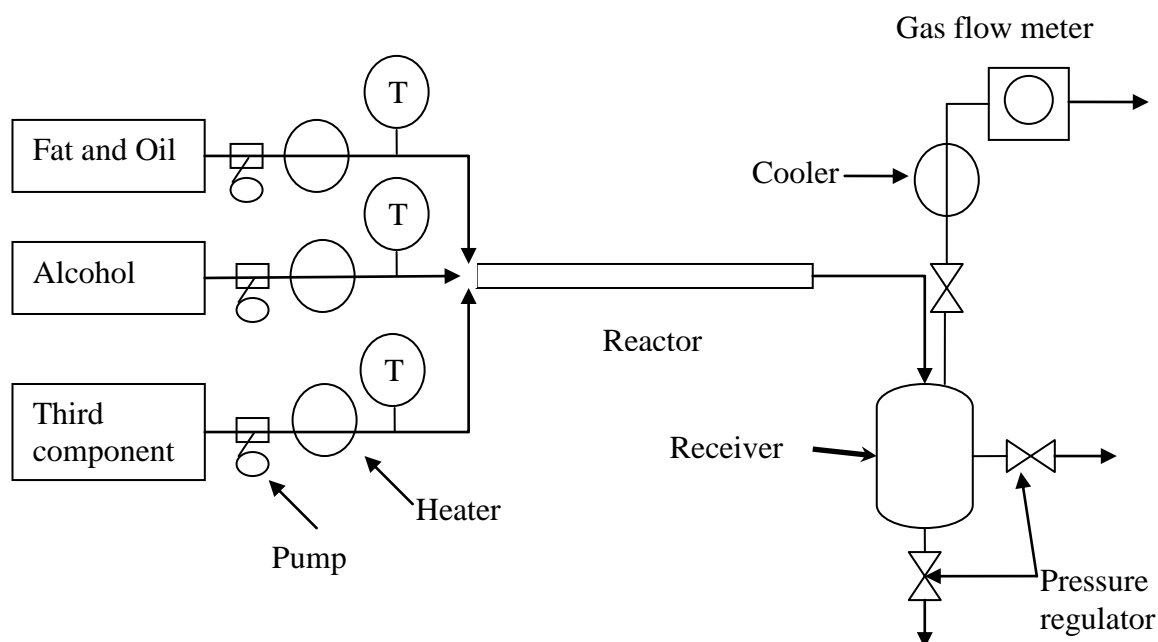 Gas flow meter
T
Fat and Oil
Cooler
T
Alcohol
Reactor
T
Third
component
Receiver
Heater
Pump
Pressure
regulator